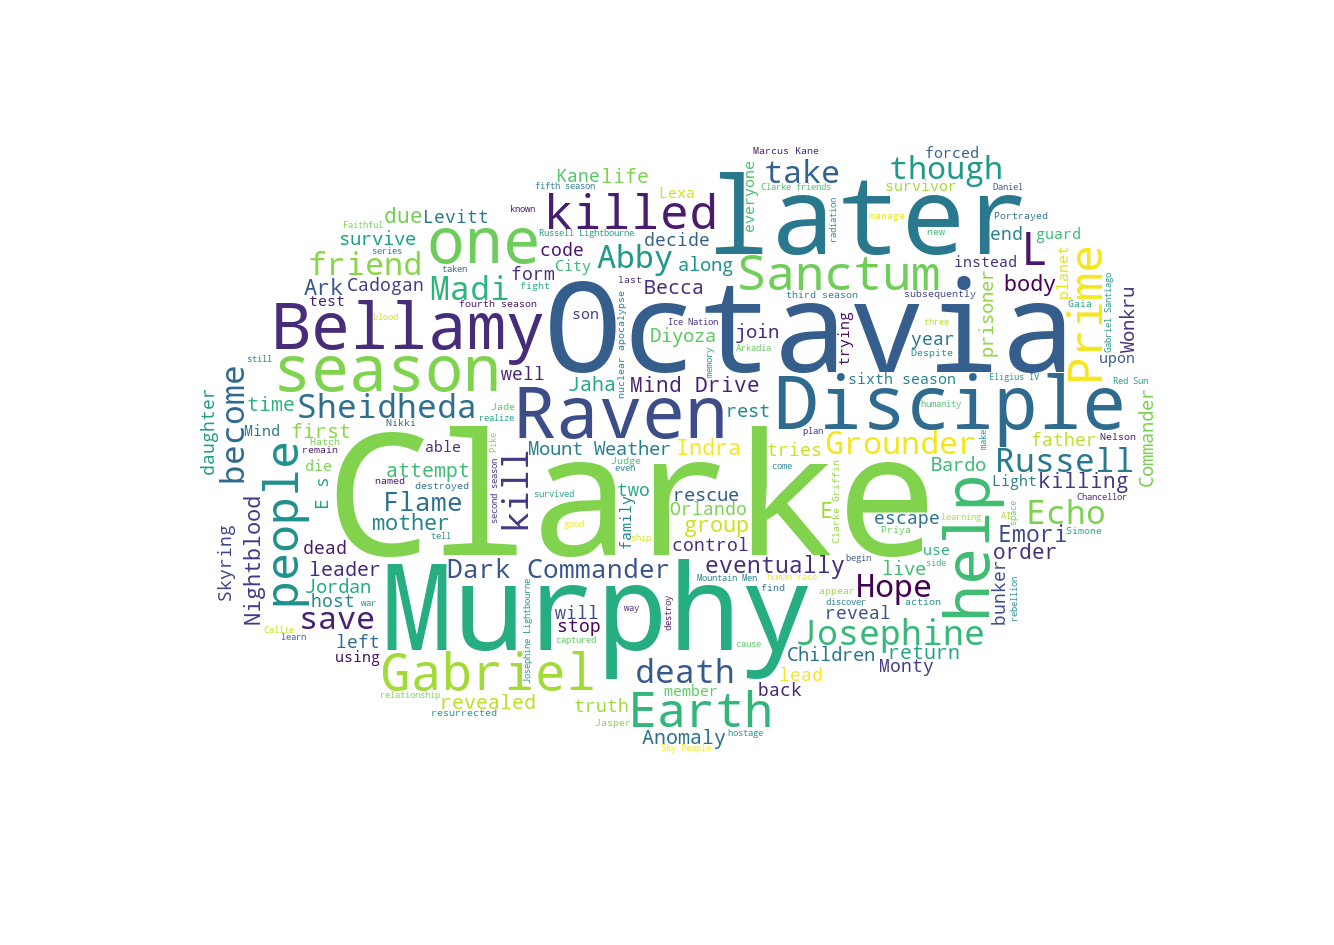 Marcus Kane
forced
Kane
life
take
though
fifth season
Lexa
Clarke friends
survivor
Daniel
everyone
killed
later
known
due
Levitt
manage
Portrayed
radiation
Faithful
series
one
Russell Lightbourne
decide
new
end
guard
survive
code
L
friend
City
Abby
along
Sanctum
instead
taken
form
Prime
planet
Ark
Cadogan
Madi
fight
last
Becca
body
test
fourth season
son
third season
subsequently
Gaia
Gabriel Santiago
blood
Bellamy
Octavia
Ice Nation
Diyoza
join
trying
year
prisoner
Wonkru
three
Arkadia
Despite
still
season
well
nuclear apocalypse
memory
upon
become
Jaha
Mind Drive
sixth season
Eligius IV
Red Sun
daughter
time
Sheidheda
Jade
realize
Raven
rest
Disciple
humanity
Mind
first
Nikki
Hatch
remain
able
Pike
Mount Weather
Indra
tries
plan
Grounder
make
father
Nelson
Commander
people
die
attempt
Judge
even
come
Bardo
Russell
E s
named
destroyed
second season
kill
survived
two
rescue
Clarke
Light
killing
Chancellor
Flame
Orlando
E
Clarke Griffin
help
space
AI
Echo
mother
good
family
group
escape
learning
Skyring
Nightblood
tell
ship
control
Priya
use
Emori
Simone
dead
order
leader
Dark Commander
eventually
begin
side
live
bunker
rebellion
Jordan
Mountain Men
human race
appear
Hope
host
war
Murphy
find
discover
action
save
will
way
destroy
reveal
Callie
learn
left
stop
captured
cause
Josephine
using
Josephine Lightbourne
Children
return
Gabriel
death
Monty
lead
relationship
revealed
member
back
resurrected
truth
Jasper
Earth
Anomaly
hostage
Sky People